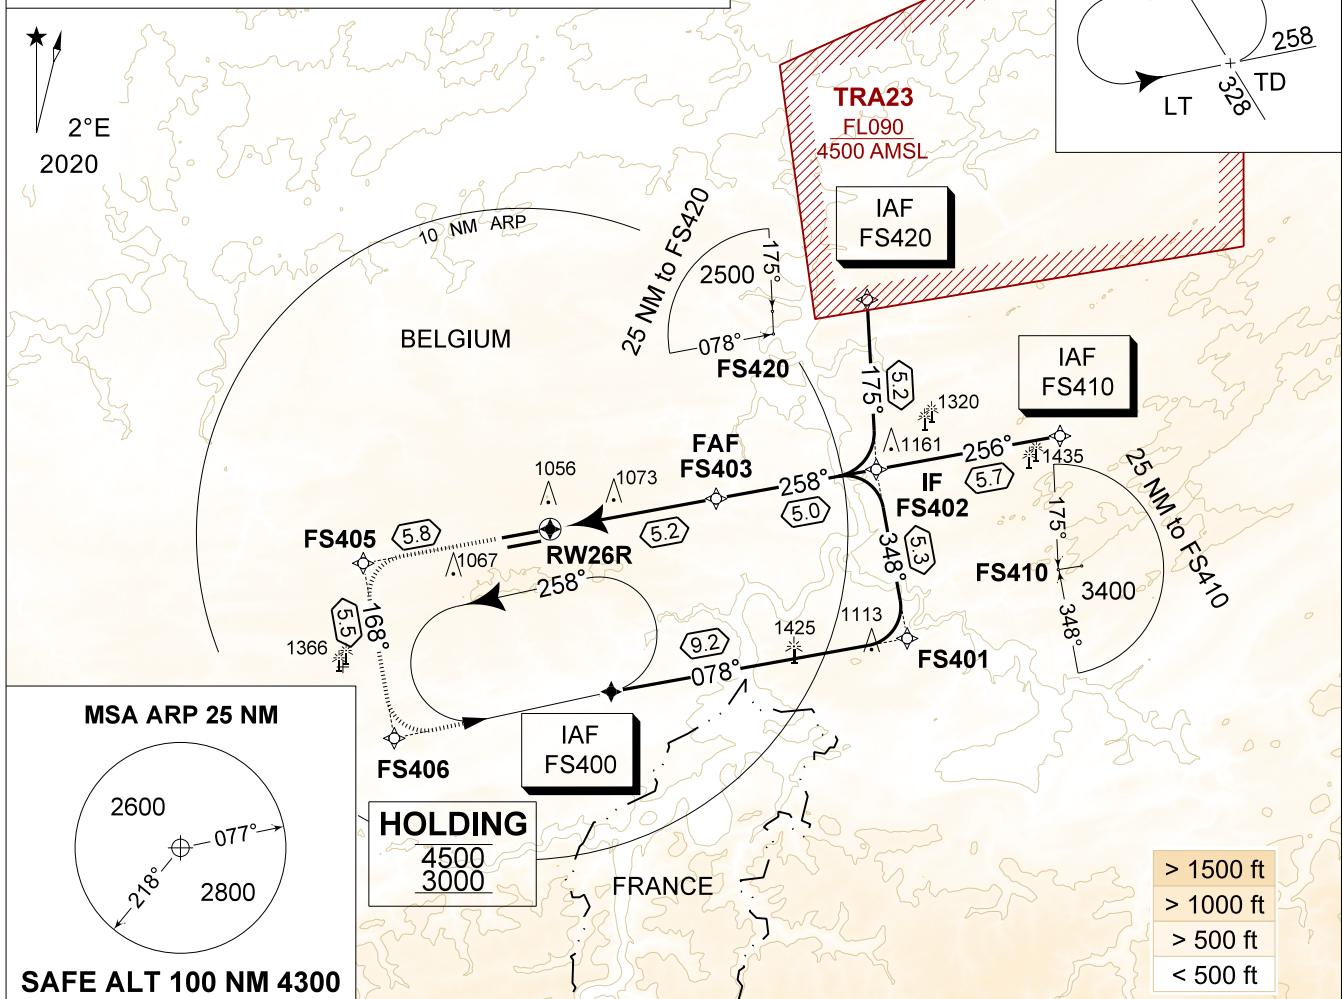 2°E
2020
258
TD
LT
328
TRA23
FL090
4500 AMSL
IAF
FS420
10 NM ARP
25 NM to FS420
2500
175°
078°
FS420
BELGIUM
IAF
FS410
175°
5.2
1320
1161
256°
5.7
1435
FAF
FS403
IF
FS402
258°
5.0
1056
1073
5.2
RW26R
FS405
5.8
1067
348°
5.3
25 NM to FS410
175°
FS410
3400
348°
258°
168°
5.5
1366
9.2
1425
1113
078°
FS401
FS406
IAF
FS400
MSA ARP 25 NM
2600
077°
218°
2800
SAFE ALT 100 NM 4300
HOLDING
4500
3000
FRANCE
> 1500 ft
> 1000 ft
> 500 ft
< 500 ft